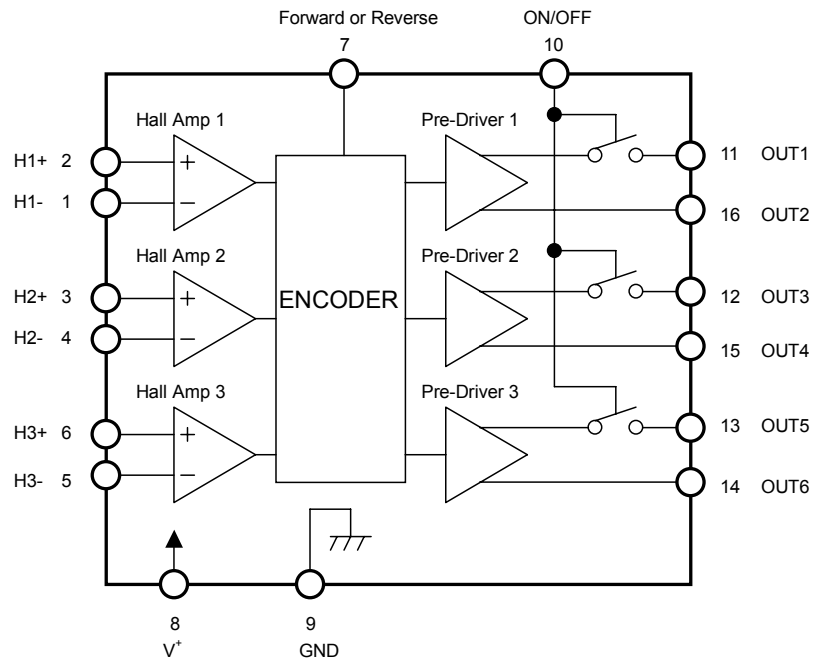 Forward or Reverse ON/OFF
7 10
Hall Amp 1 Pre-Driver 1
H1+ 2 + 11 OUT1
H1- 1 − 16 OUT2
Hall Amp 2 Pre-Driver 2
H2+ 3 + ENCODER 12 OUT3
H2- 4 − 15 OUT4
Hall Amp 3 Pre-Driver 3
H3+ 6 + 13 OUT5
H3- 5 − 14 OUT6
8 9
V+ GND